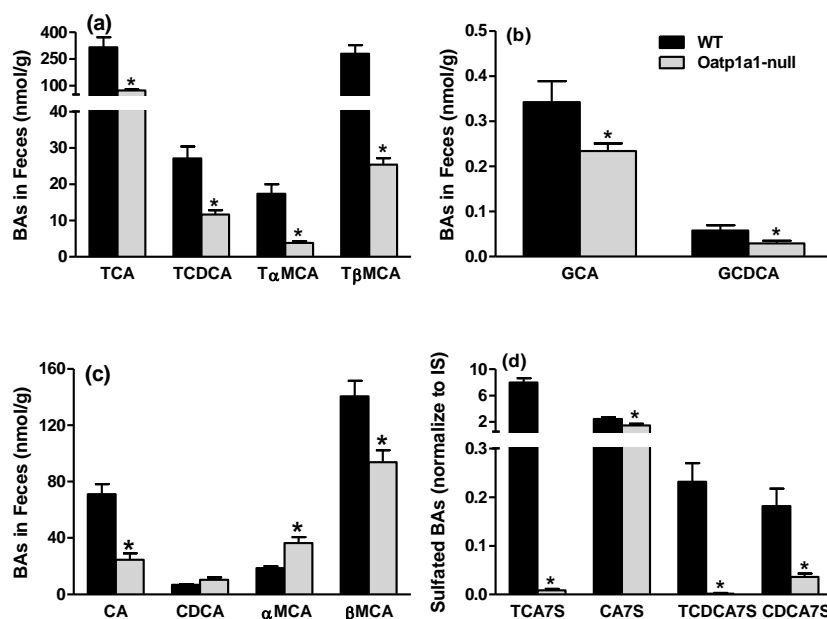 (a)
BAs in Feces (nmol/g)
400
300
200
100
40
30
20
10
0
TCA TCDCA TαMCA TβMCA
* * * *
(b)
WT
Oatp1a1-null
BAs in Feces (nmol/g)
0.5
0.4
0.3
0.2
0.1
0.0
GCA GCDCA
* *
(c)
BAs in Feces (nmol/g)
160
120
80
40
0
CA CDCA αMCA βMCA
* * *
(d)
Sulfated BAs (normalize to IS)
10
6
2
0.3
0.2
0.1
0.0
TCA7S CA7S TCDCA7S CDCA7S
* * * *